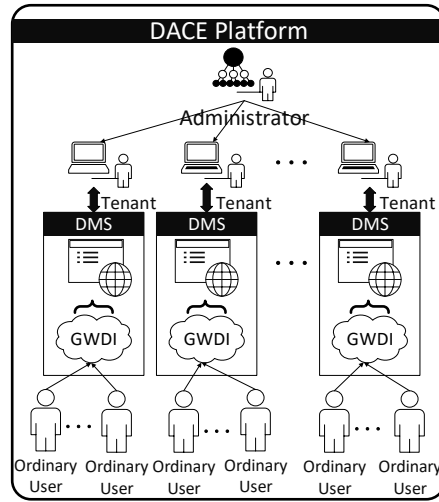 DACE Platform
Administrator
Tenant Tenant Tenant
DMS DMS DMS
GWDI GWDI GWDI
Ordinary Ordinary Ordinary Ordinary Ordinary Ordinary
User User User User User User